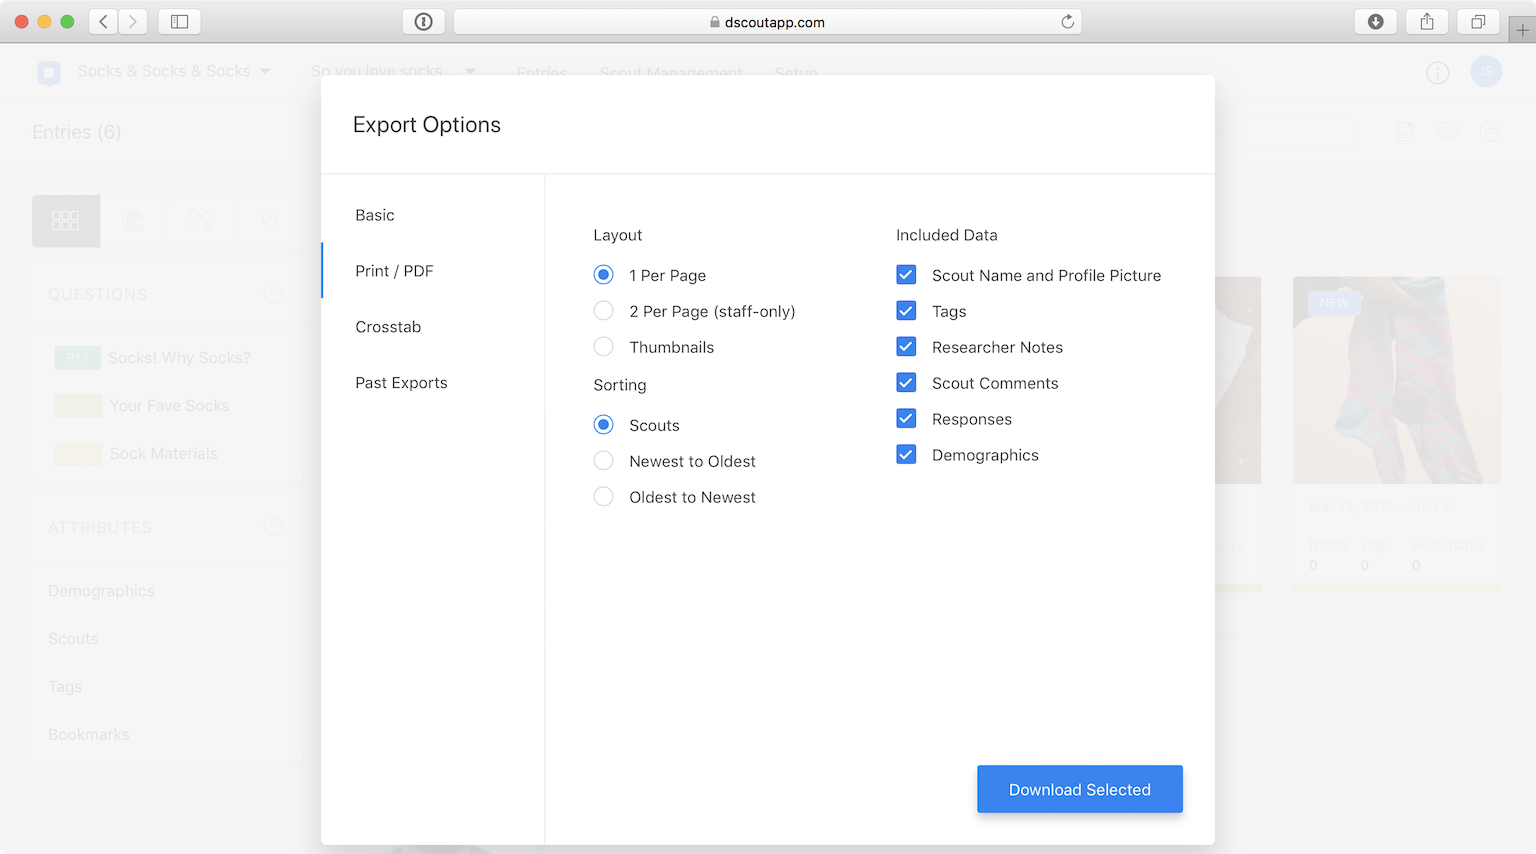 dscoutapp.com
Socks & Socks & Socks
So you love socks
Entries
Scout Management
Setup
JS
Entries (6)
Export Options
Basic
Print / PDF
Crosstab
Past Exports
Layout
1 Per Page
2 Per Page (staff-only)
Thumbnails
Sorting
Scouts
Newest to Oldest
Oldest to Newest
Included Data
Scout Name and Profile Picture
Tags
Researcher Notes
Scout Comments
Responses
Demographics
Download Selected
QUESTIONS
PT1 Socks! Why Socks?
Your Fave Socks
Sock Materials
ATTRIBUTES
Demographics
Scouts
Tags
Bookmarks
NEW
Mar 14, 2018 Jules S.
Notes Tags Bookmarks
0 0 0